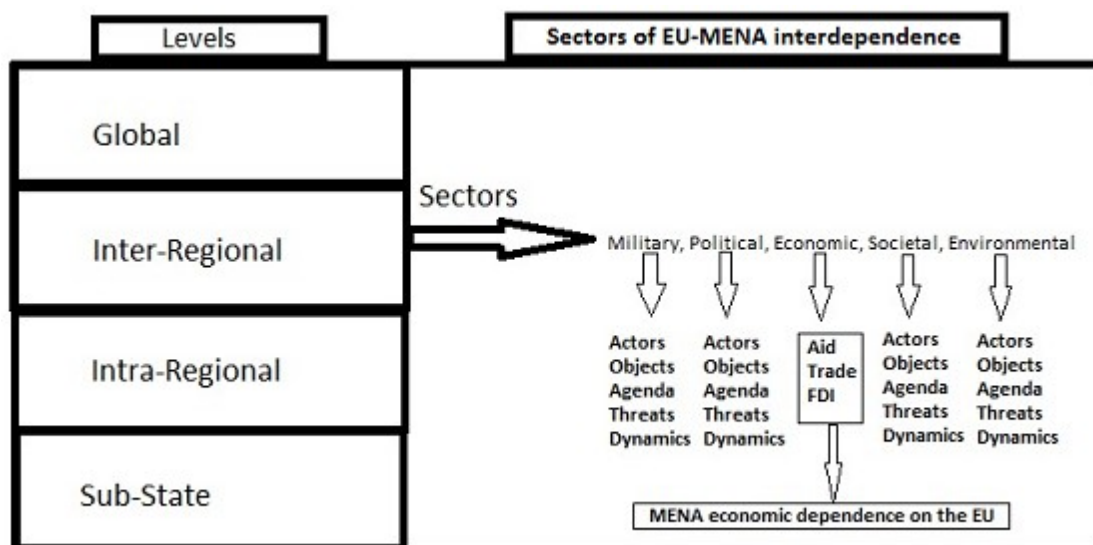 Levels
Sectors of EU-MENA interdependence
Global
Inter-Regional
Intra-Regional
Sub-State
Sectors
Military, Political, Economic, Societal, Environmental
Actors
Objects
Agenda
Threats
Dynamics
Actors
Objects
Agenda
Threats
Dynamics
Aid
Trade
FDI
Actors
Objects
Agenda
Threats
Dynamics
Actors
Objects
Agenda
Threats
Dynamics
MENA economic dependence on the EU